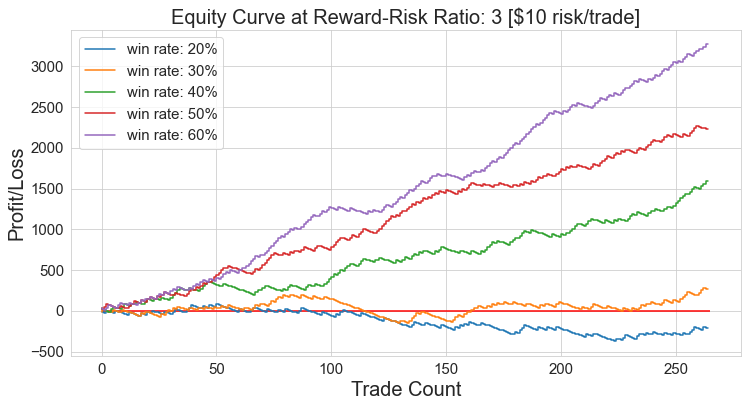 Equity Curve at Reward-Risk Ratio: 3 [$10 risk/trade]
win rate: 20%
win rate: 30%
win rate: 40%
win rate: 50%
win rate: 60%
Profit/Loss
3000
2500
2000
1500
1000
500
0
−500
0 50 100 150 200 250
Trade Count